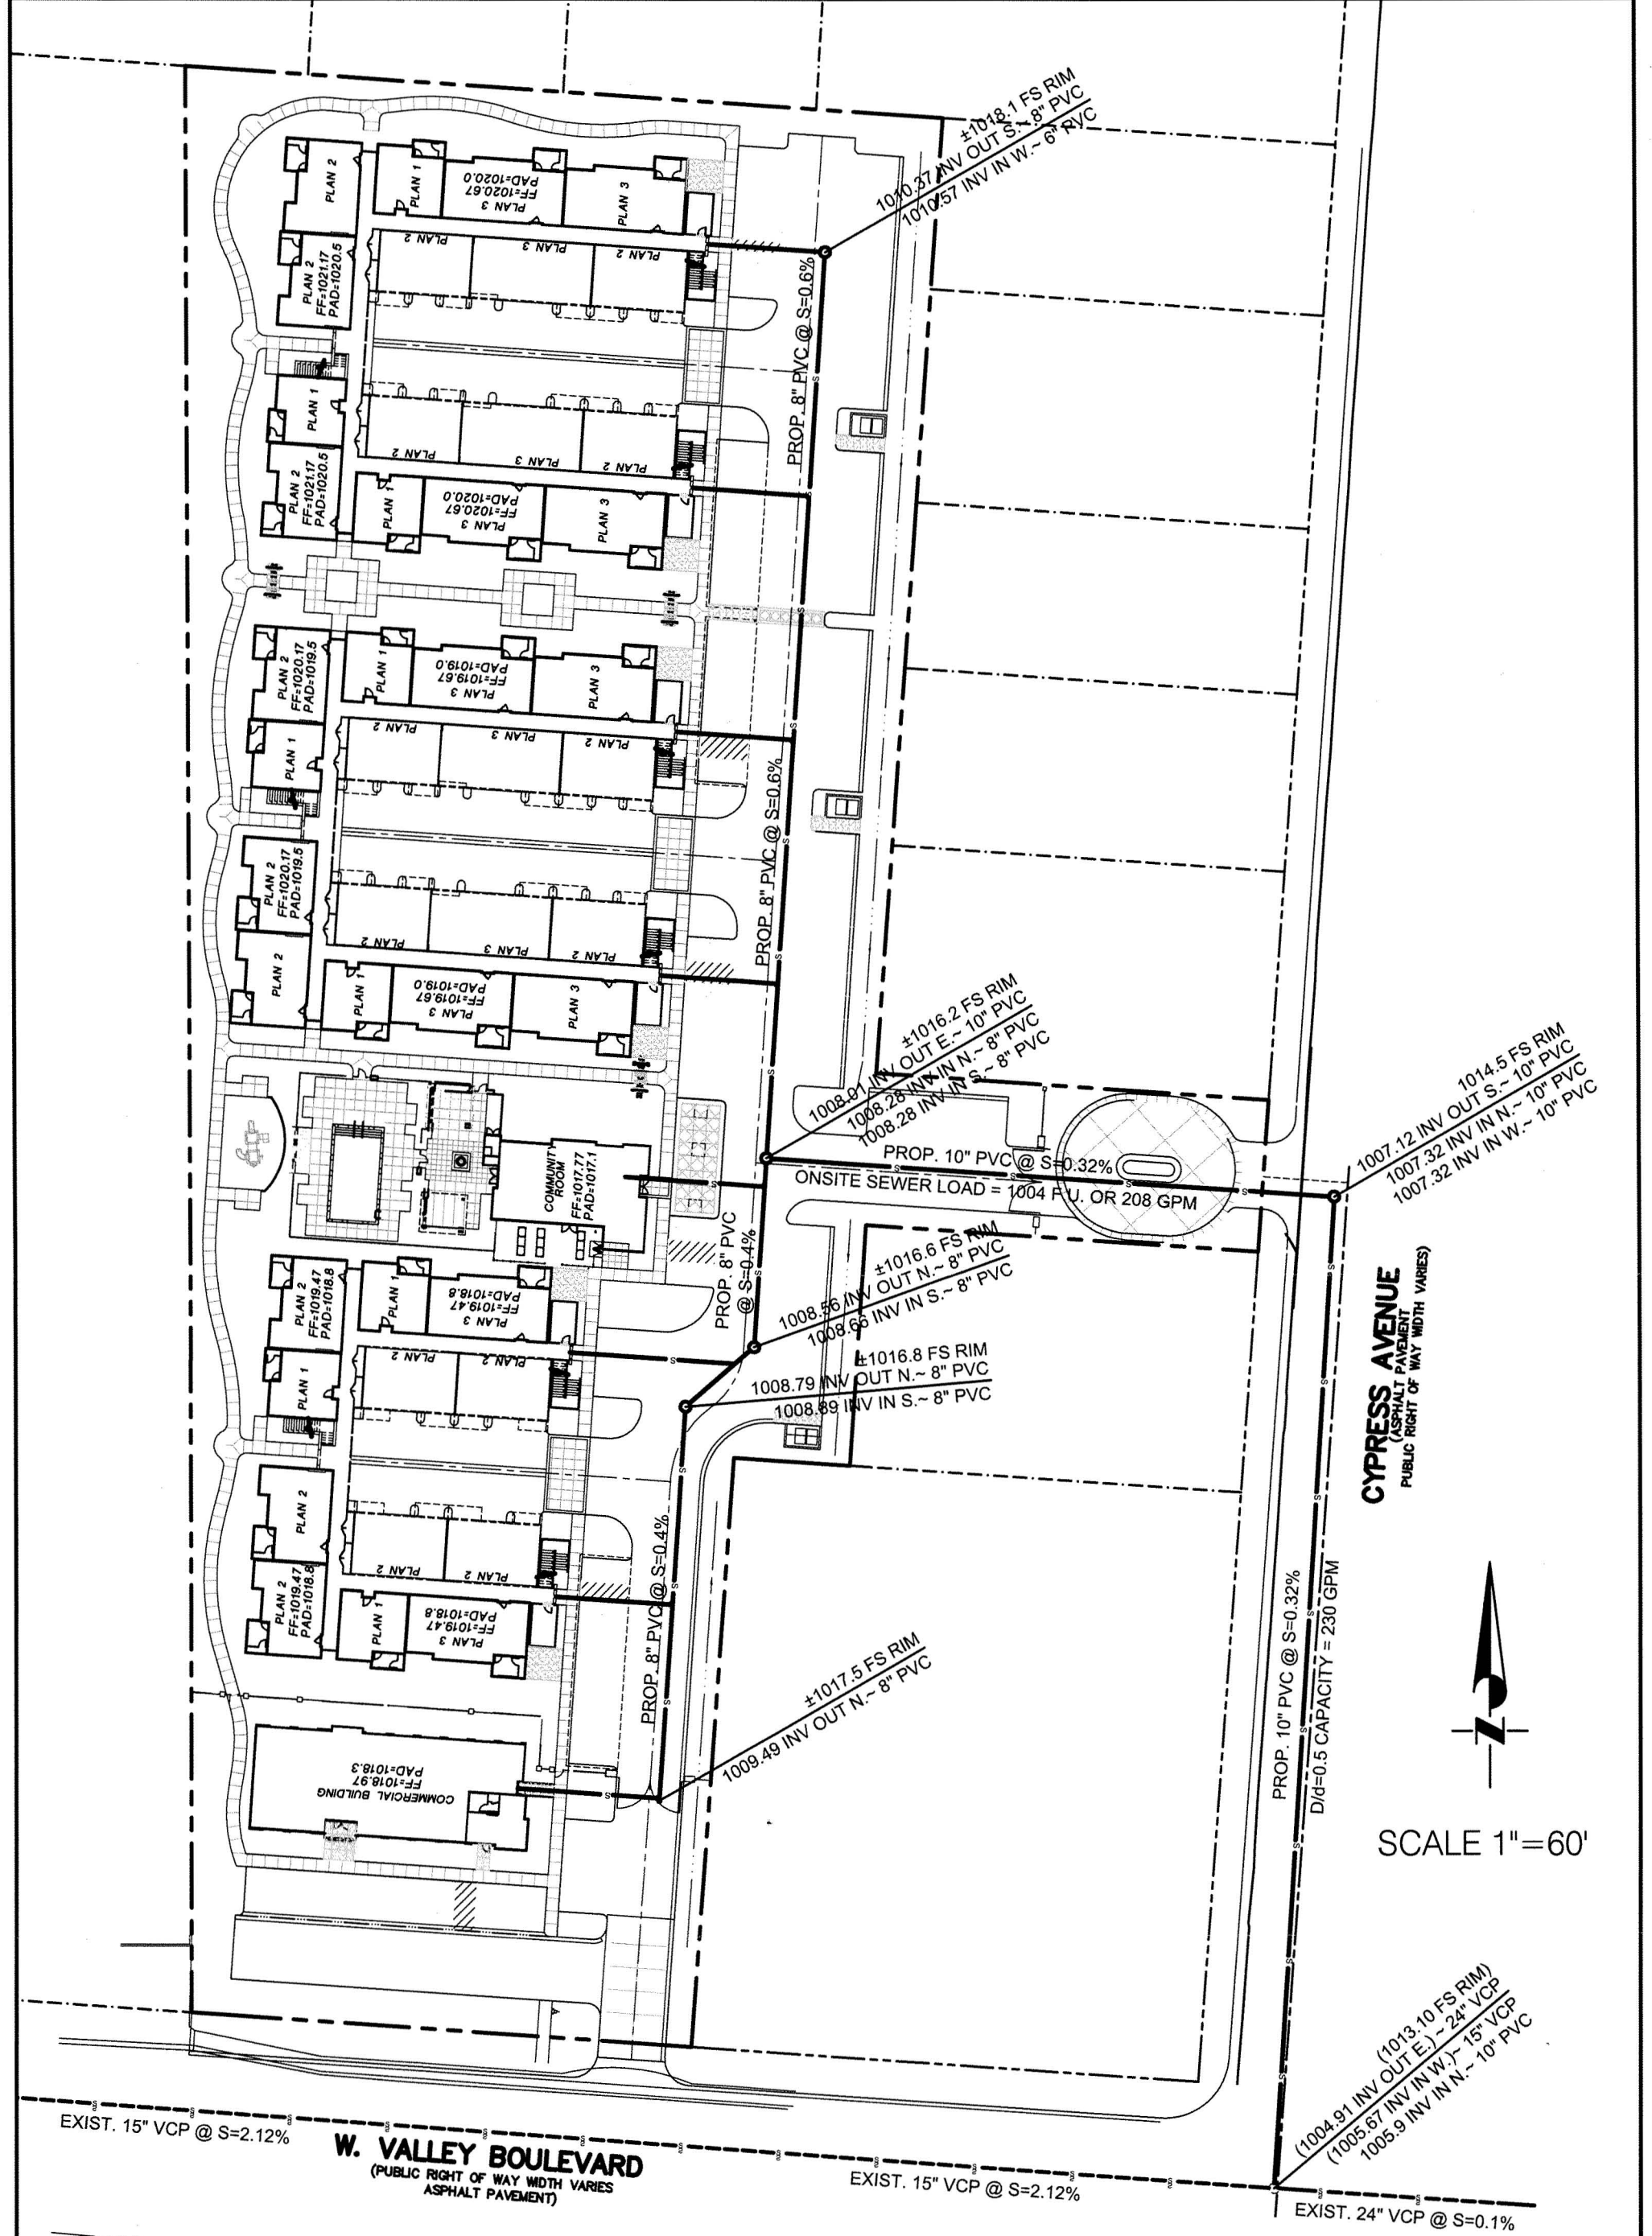 ±1018.1 FS RIM
1010.37 INV OUT S.~ 8" PVC
1010.57 INV IN W.~ 6" PVC
PLAN 2
PLAN 1
PLAN 3
FF=1020.67
PAD=1020.0
PLAN 3
PLAN 2
PLAN 3
PLAN 2
PLAN 2
FF=1021.17
PAD=1020.5
PROP. 8" PVC @ S=0.6%
PLAN 1
PLAN 2
PLAN 3
PLAN 2
PLAN 2
FF=1021.17
PAD=1020.5
PLAN 1
PLAN 3
FF=1020.67
PAD=1020.0
PLAN 3
PLAN 2
FF=1020.17
PAD=1019.5
PLAN 1
PLAN 3
FF=1019.67
PAD=1019.0
PLAN 3
PLAN 2
PLAN 3
PLAN 2
PLAN 1
PROP. 8" PVC @ S=0.6%
PLAN 2
FF=1020.17
PAD=1019.5
PLAN 2
PLAN 3
PLAN 2
PLAN 2
PLAN 1
PLAN 3
FF=1019.67
PAD=1019.0
PLAN 3
±1016.2 FS RIM
1008.01 INV OUT E.~ 10" PVC
1008.28 INV IN N.~ 8" PVC
1008.28 INV IN S.~ 8" PVC
1014.5 FS RIM
1007.12 INV OUT S.~ 10" PVC
1007.32 INV IN N.~ 10" PVC
1007.32 INV IN W.~ 10" PVC
PROP. 10" PVC @ S=0.32%
ONSITE SEWER LOAD = 1004 F.U. OR 208 GPM
COMMUNITY
ROOM
FF=1017.77
PAD=1017.1
PROP. 8" PVC
@ S=0.4%
±1016.6 FS RIM
1008.56 INV OUT N.~ 8" PVC
1008.66 INV IN S.~ 8" PVC
±1016.8 FS RIM
1008.79 INV OUT N.~ 8" PVC
1008.89 INV IN S.~ 8" PVC
PLAN 2
FF=1019.47
PAD=1018.8
PLAN 1
PLAN 3
FF=1019.47
PAD=1018.8
PLAN 2
PLAN 2
PLAN 1
CYPRESS AVENUE
(ASPHALT PAVEMENT
PUBLIC RIGHT OF WAY WIDTH VARIES)
PLAN 2
PLAN 2
PLAN 2
PLAN 2
FF=1019.47
PAD=1018.8
PLAN 1
PLAN 3
FF=1019.47
PAD=1018.8
PROP. 8" PVC @ S=0.4%
±1017.5 FS RIM
1009.49 INV OUT N.~ 8" PVC
COMMERCIAL BUILDING
FF=1018.97
PAD=1018.3
PROP. 10" PVC @ S=0.32%
D/d=0.5 CAPACITY = 230 GPM
N
SCALE 1"=60'
(1013.10 FS RIM)
(1004.91 INV OUT E.) ~ 24" VCP
(1005.67 INV IN W.)~ 15" VCP
1005.9 INV IN N.~ 10" PVC
EXIST. 15" VCP @ S=2.12%
W. VALLEY BOULEVARD
(PUBLIC RIGHT OF WAY WIDTH VARIES
ASPHALT PAVEMENT)
EXIST. 15" VCP @ S=2.12%
EXIST. 24" VCP @ S=0.1%